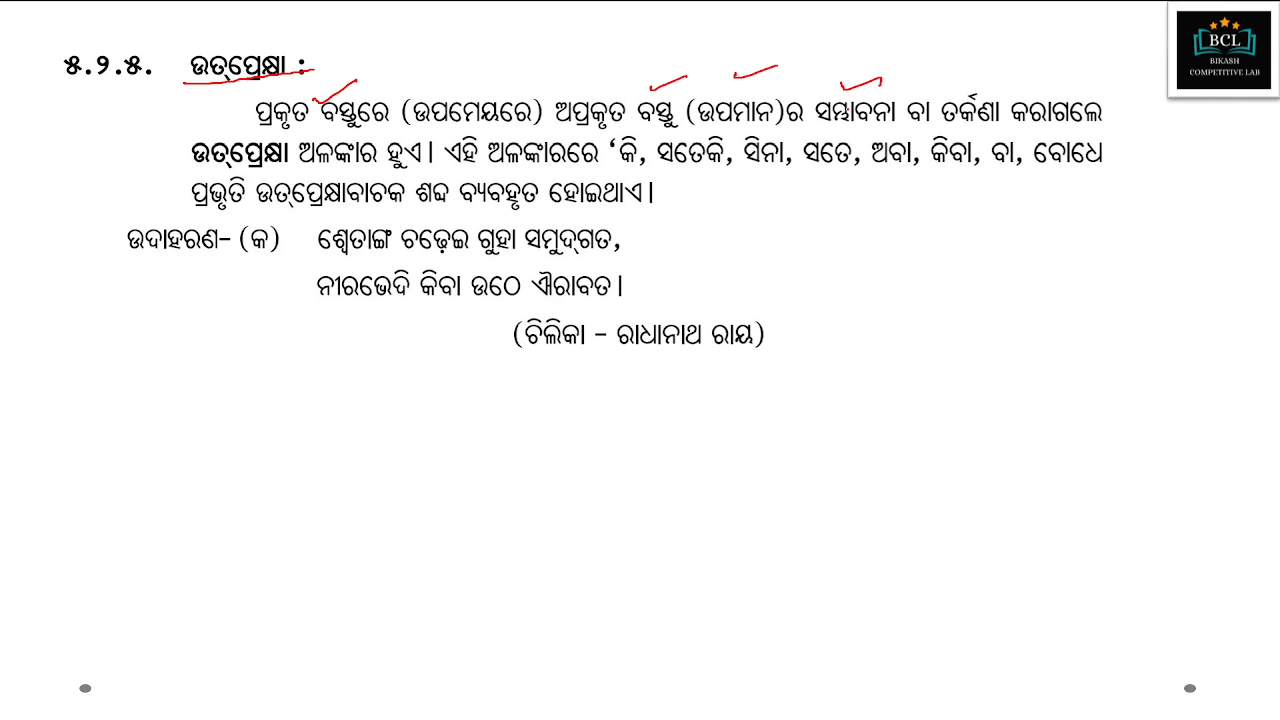 BCL
BIKASH
COMPETITIVE LAB
୫.୨.୫. ଉତ୍‌ପ୍ରେକ୍ଷା :
ପ୍ରକୃତ ବସ୍ତୁରେ (ଉପମେୟରେ) ଅପ୍ରକୃତ ବସ୍ତୁ (ଉପମାନ)ର ସମ୍ଭାବନା ବା ତର୍କଣା କରାଗଲେ
ଉତ୍‌ପ୍ରେକ୍ଷା ଅଳଙ୍କାର ହୁଏ। ଏହି ଅଳଙ୍କାରରେ ‘କି, ସତେକି, ସିନା, ସତେ, ଅବା, କିବା, ବା, ବୋଧେ
ପ୍ରଭୃତି ଉତ୍‌ପ୍ରେକ୍ଷାବାଚକ ଶବ୍ଦ ବ୍ୟବହୃତ ହୋଇଥାଏ।
ଉଦାହରଣ- (କ) ଶ୍ୱେତାଙ୍ଗ ଚଢ଼େଇ ଗୁହା ସମୁଦ୍‌ଗତ,
ନୀରଭେଦି କିବା ଉଠେ ଐରାବତ।
(ଚିଲିକା - ରାଧାନାଥ ରାୟ)